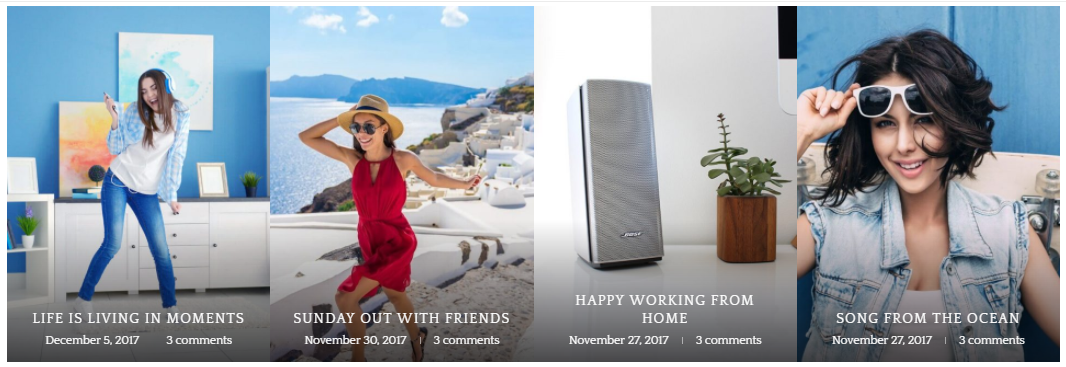 BOSE
LIFE IS LIVING IN MOMENTS
December 5, 2017 | 3 comments
SUNDAY OUT WITH FRIENDS
November 30, 2017 | 3 comments
HAPPY WORKING FROM
HOME
November 27, 2017 | 3 comments
SONG FROM THE OCEAN
November 27, 2017 | 3 comments